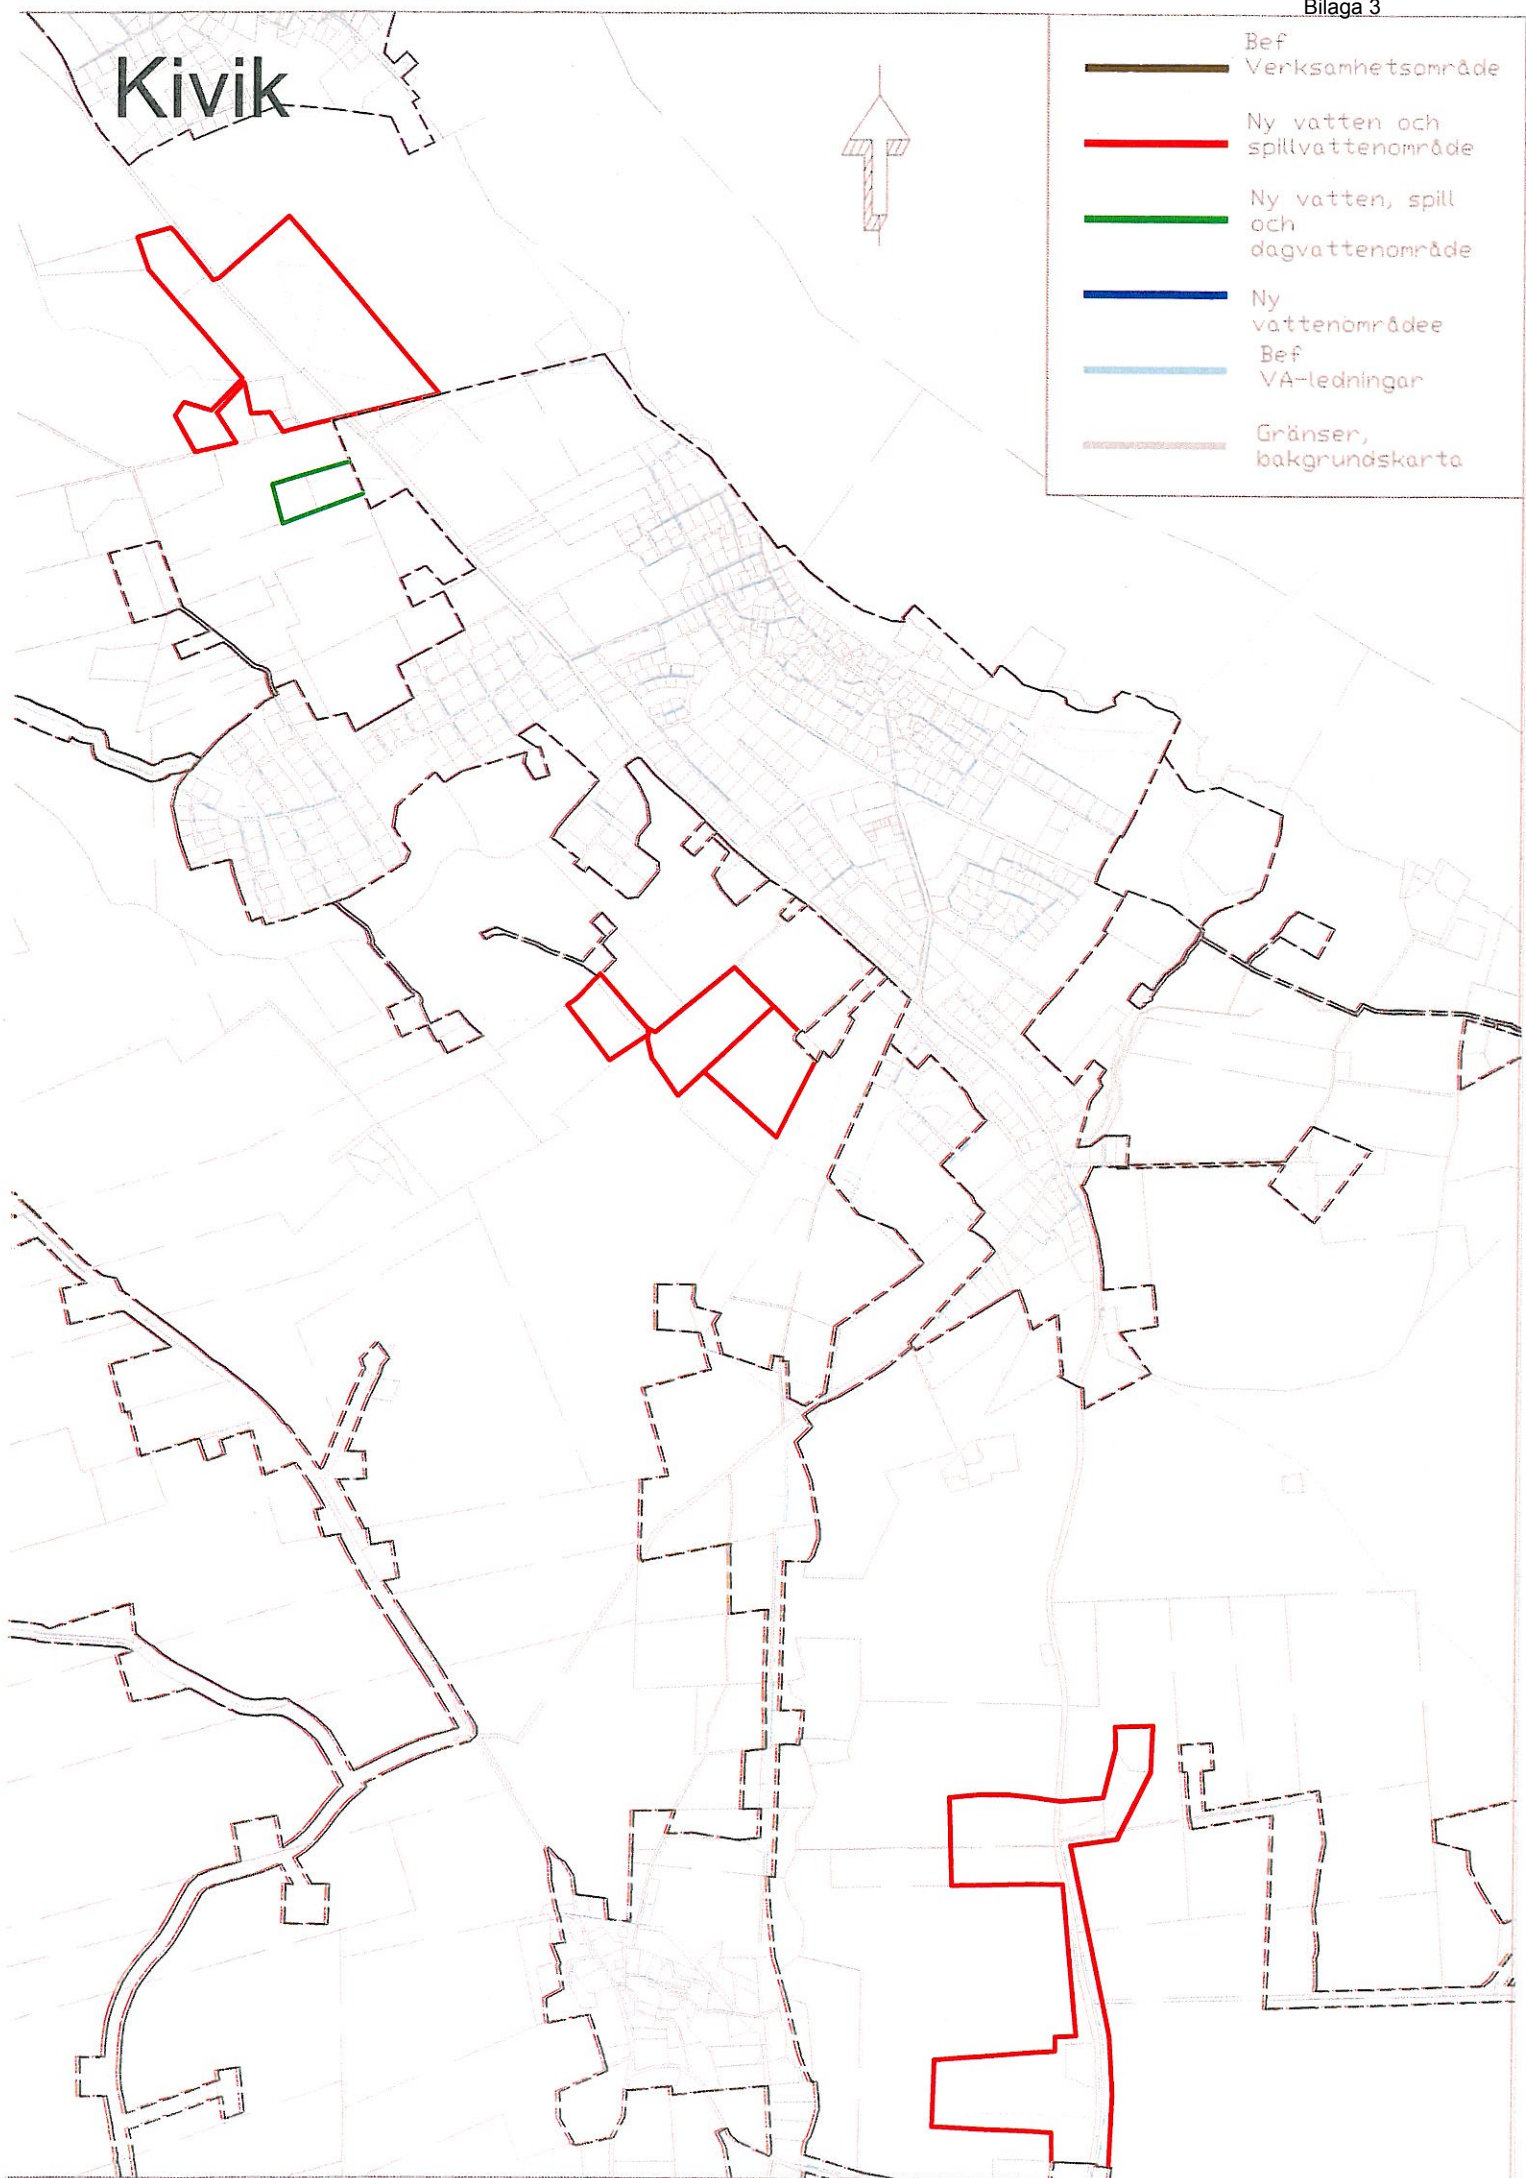 Bilaga 3
Kivik
Bef
Verksamhetsområde
Ny vatten och
spillvattenområde
Ny vatten, spill
och
dagvattenområde
Ny
vattenområdee
Bef
VA-ledningar
Gränser,
bakgrundskarta